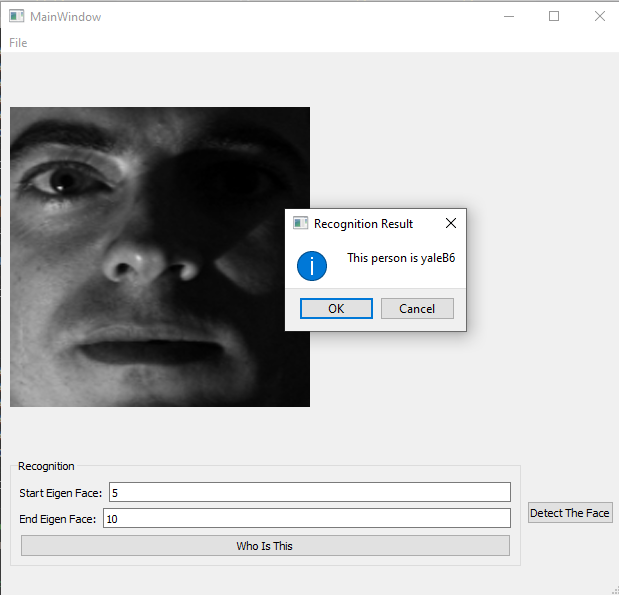 MainWindow
File
Recognition Result
This person is yaleB6
OK
Cancel
Recognition
Start Eigen Face: 5
End Eigen Face: 10
Detect The Face
Who Is This